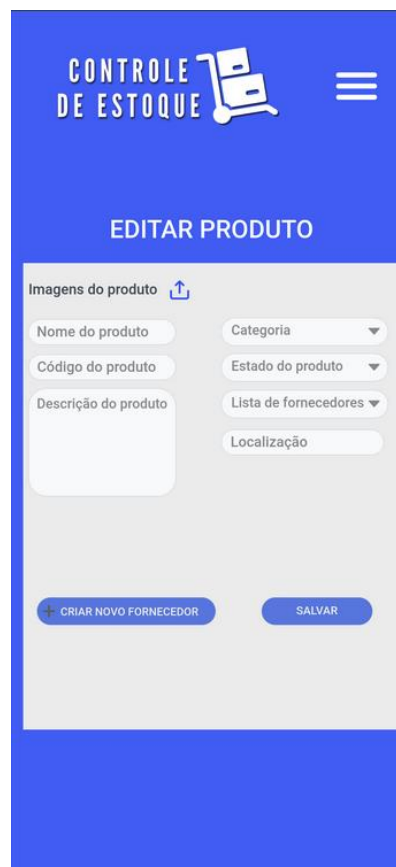 CONTROLE
DE ESTOQUE
EDITAR PRODUTO
Imagens do produto
Nome do produto
Categoria
Código do produto
Estado do produto
Descrição do produto
Lista de fornecedores
Localização
+ CRIAR NOVO FORNECEDOR
SALVAR